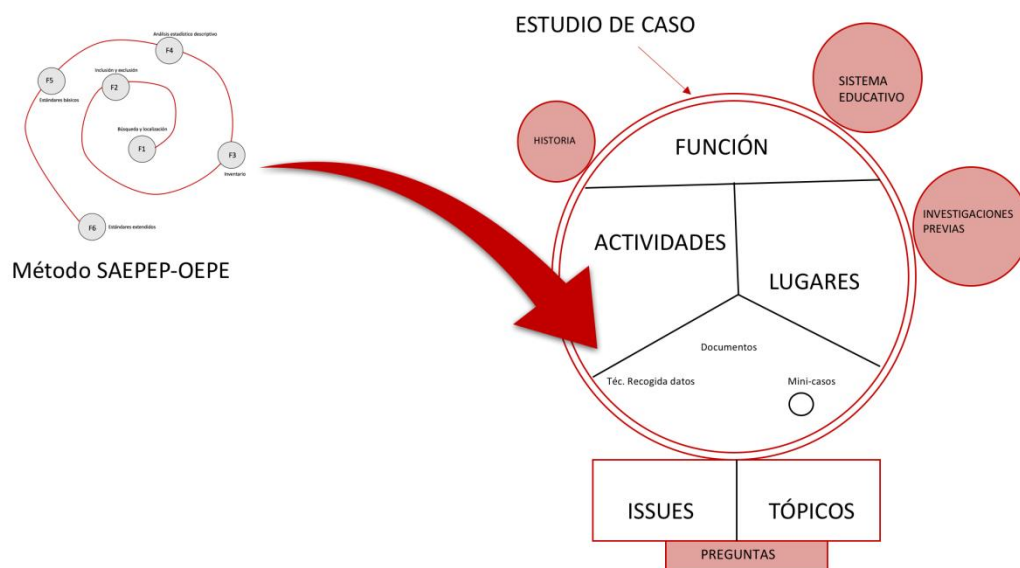 Análisis estadístico descriptivo
F4
F5
Estándares básicos
Inclusión y exclusión
F2
Búsqueda y localización
F1
F3
Inventario
F6
Estándares extendidos
Método SAEPEP-OEPE
ESTUDIO DE CASO
HISTORIA
SISTEMA
EDUCATIVO
INVESTIGACIONES
PREVIAS
FUNCIÓN
ACTIVIDADES
LUGARES
Documentos
Téc. Recogida datos
Mini-casos
ISSUES
TÓPICOS
PREGUNTAS